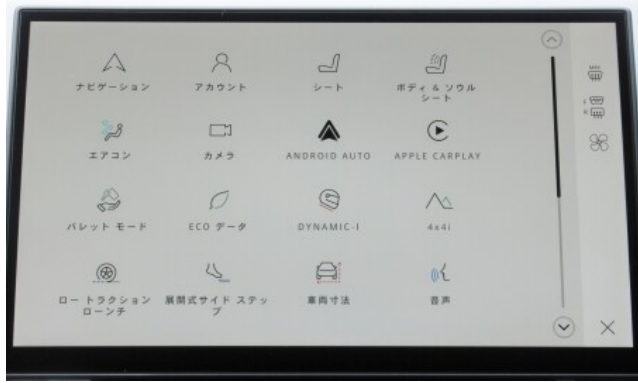 ナビゲーション
アカウント
シート
ボディ & ソウル
シート
エアコン
カメラ
ANDROID AUTO
APPLE CARPLAY
バレット モード
ECO データ
DYNAMIC-I
4x4i
ロー トラクション
ローンチ
展開式サイド ステッ
プ
車両寸法
音声
MAX
F
R